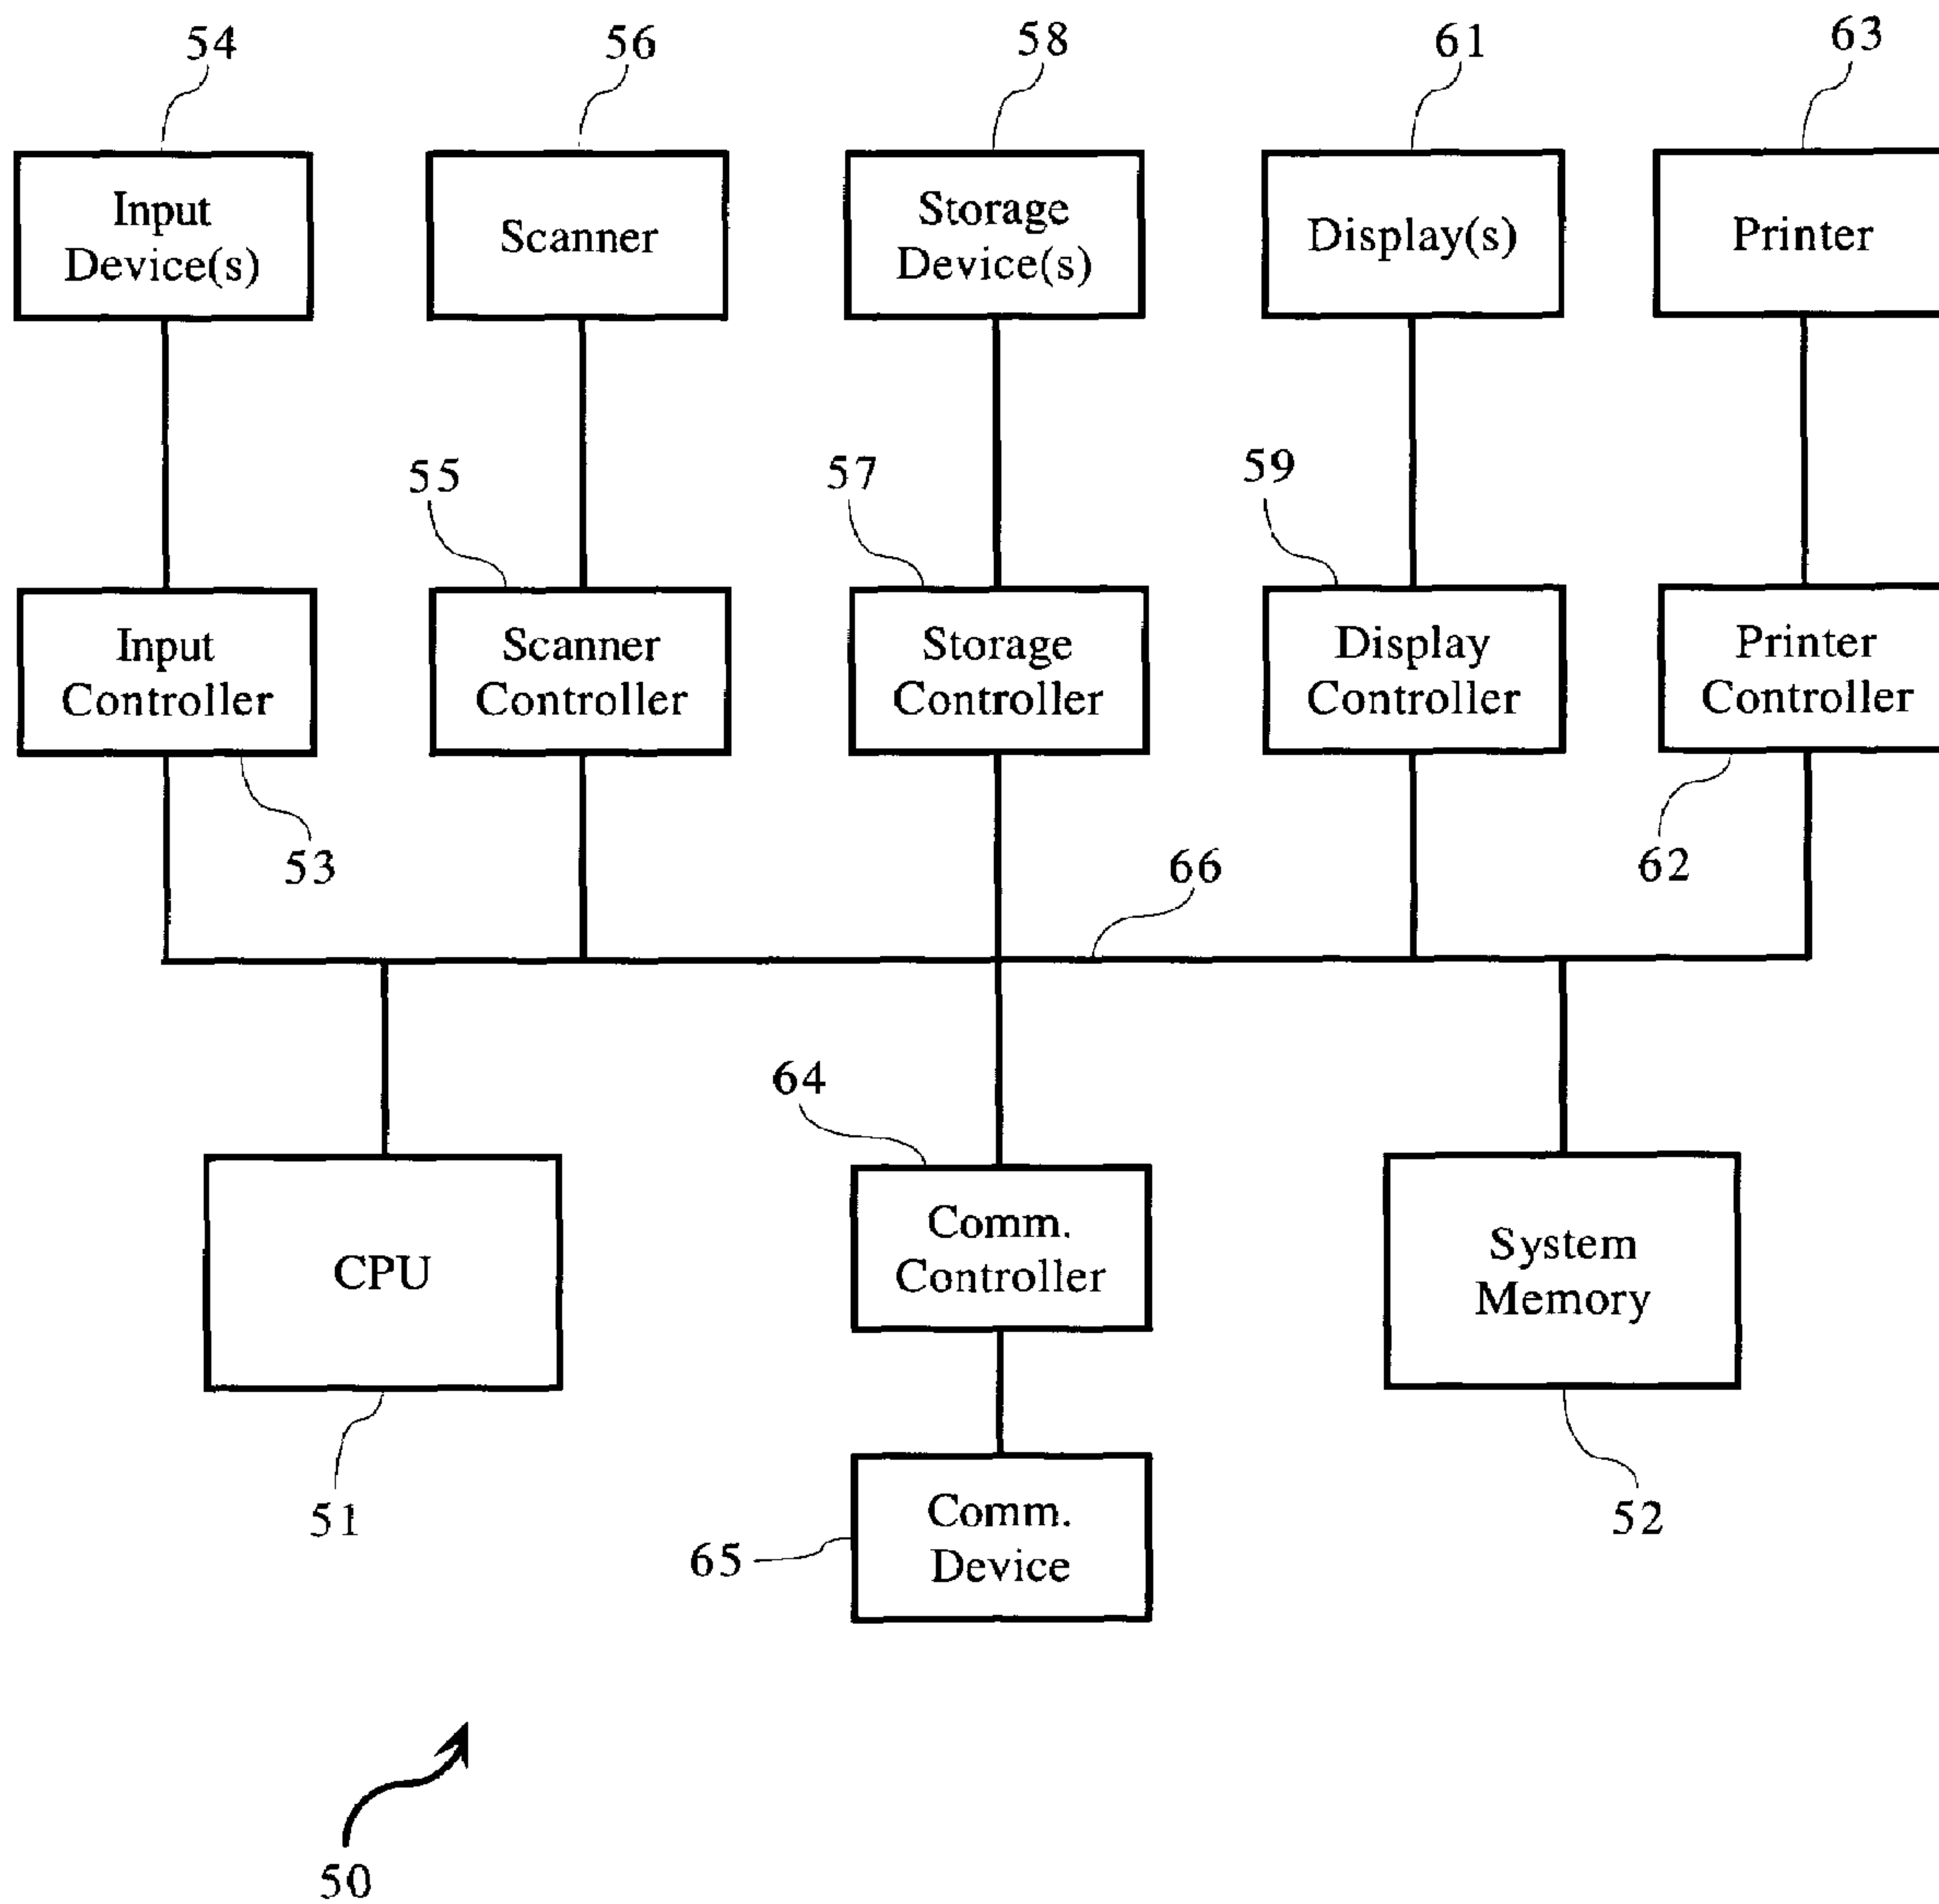 54
56
58
61
63
Input
Device(s)
Scanner
Storage
Device(s)
Display(s)
Printer
55
57
59
Input
Controller
Scanner
Controller
Storage
Controller
Display
Controller
Printer
Controller
53
66
62
64
CPU
Comm.
Controller
System
Memory
51
52
Comm.
Device
65
50